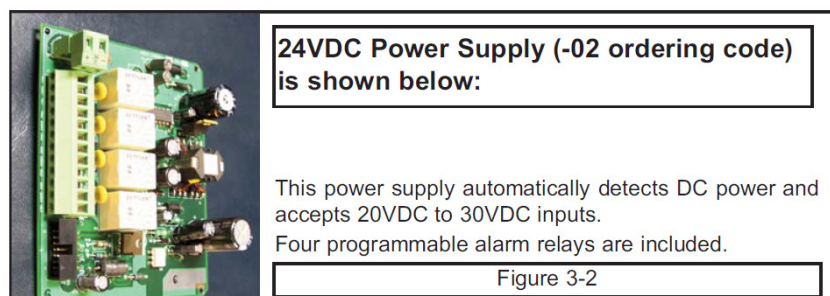 24VDC Power Supply (-02 ordering code)
is shown below:
This power supply automatically detects DC power and
accepts 20VDC to 30VDC inputs.
Four programmable alarm relays are included.
Figure 3-2
6